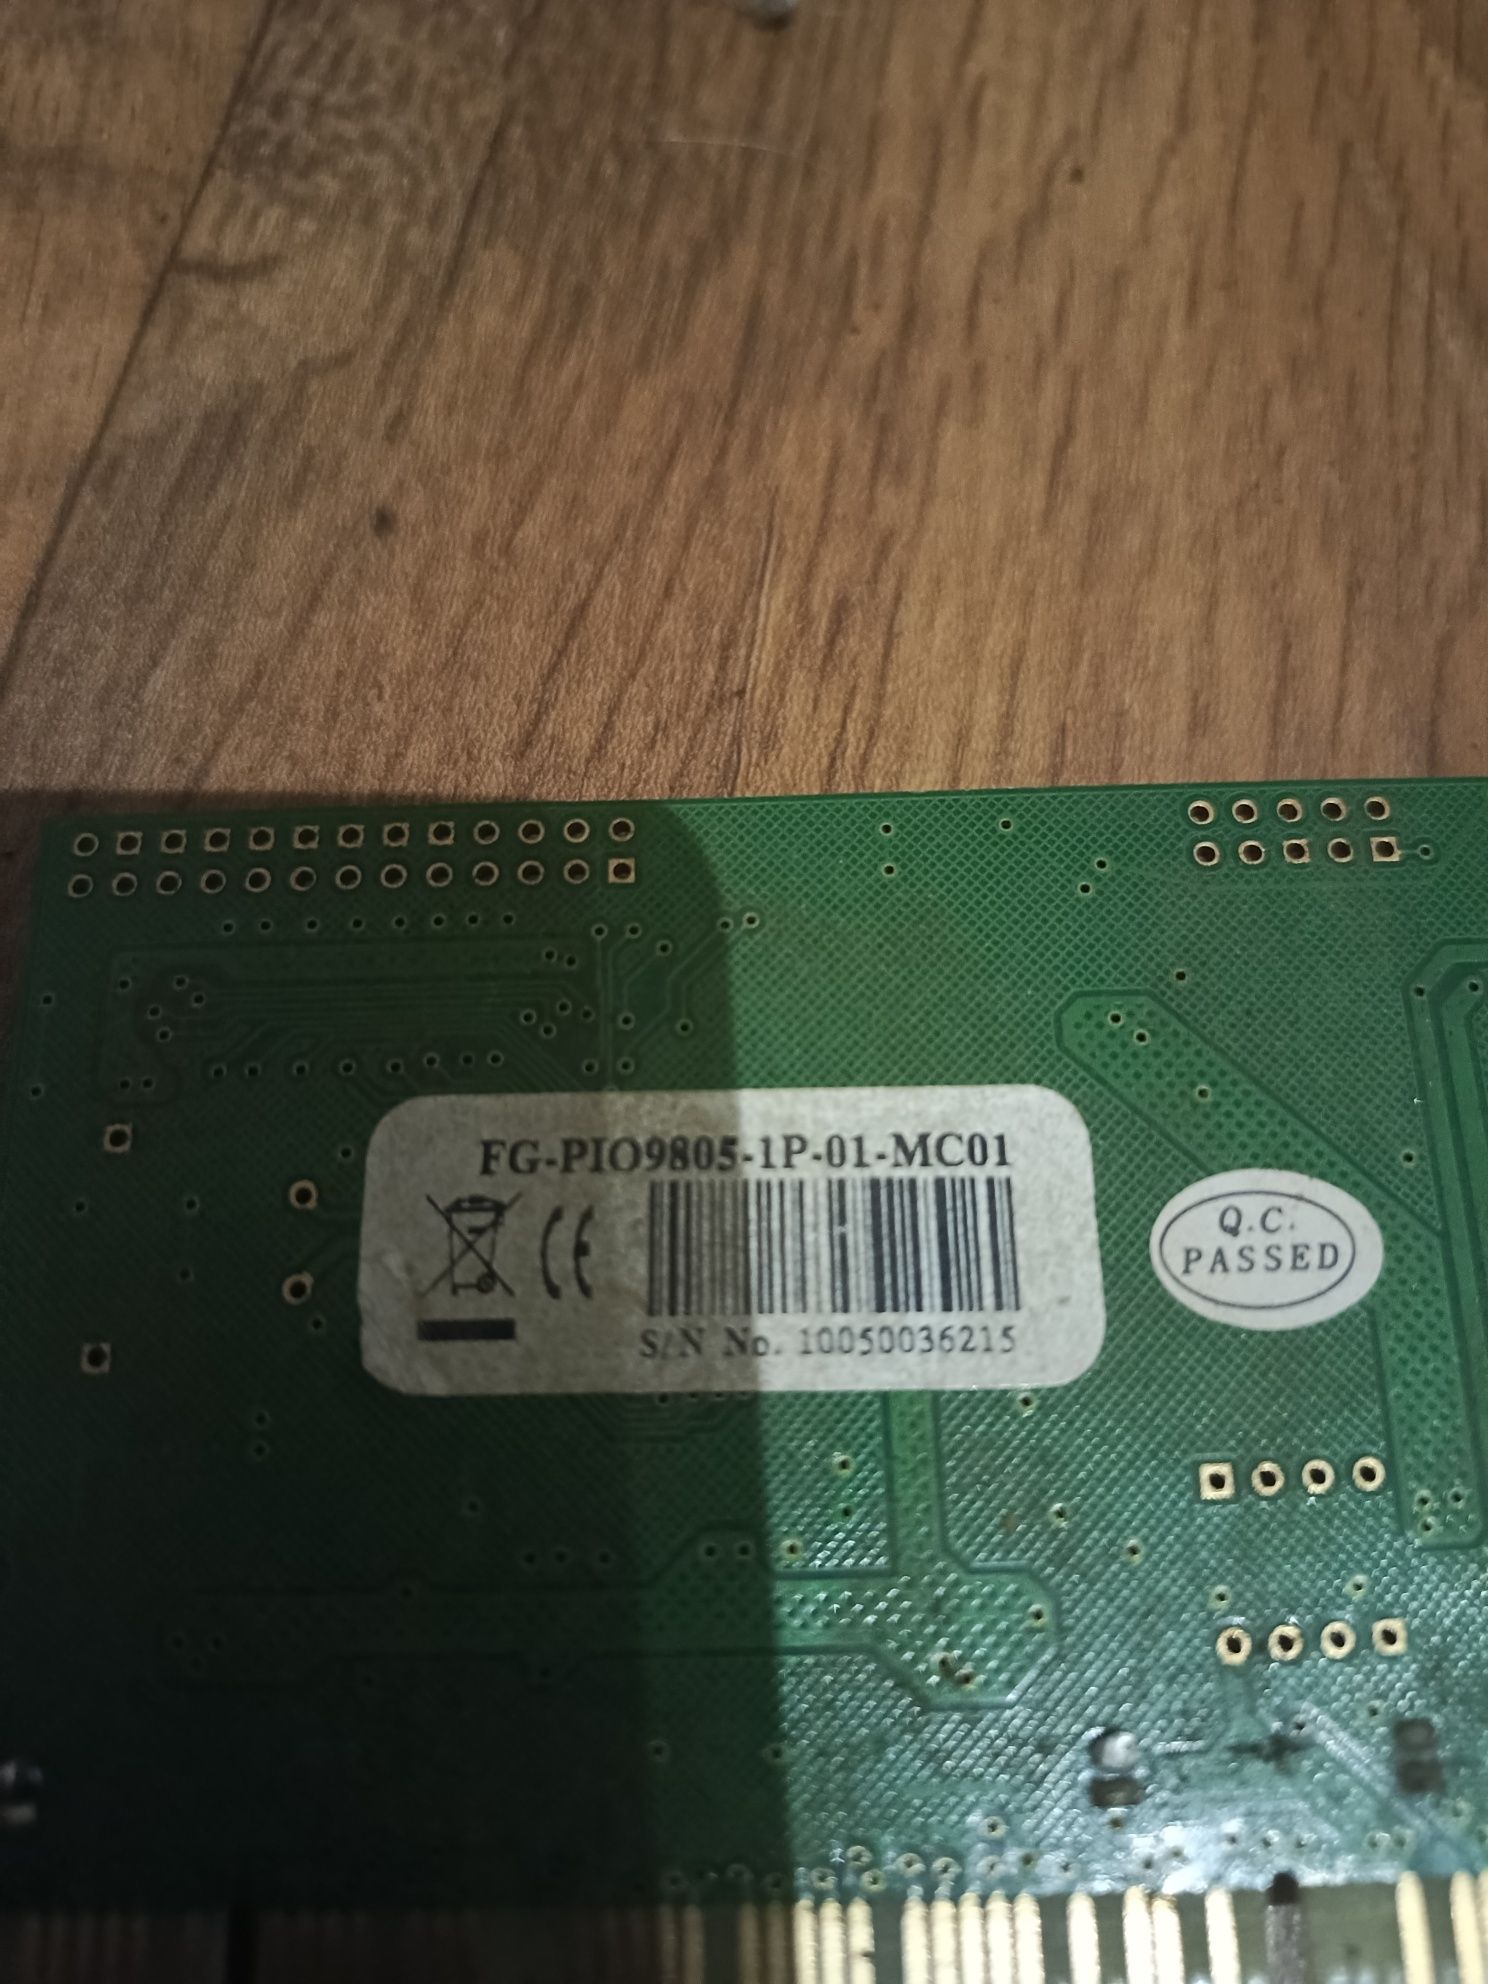 FG-PIO9805-1P-01-MC01
CE
S/N No. 10050036215
Q.C.
PASSED